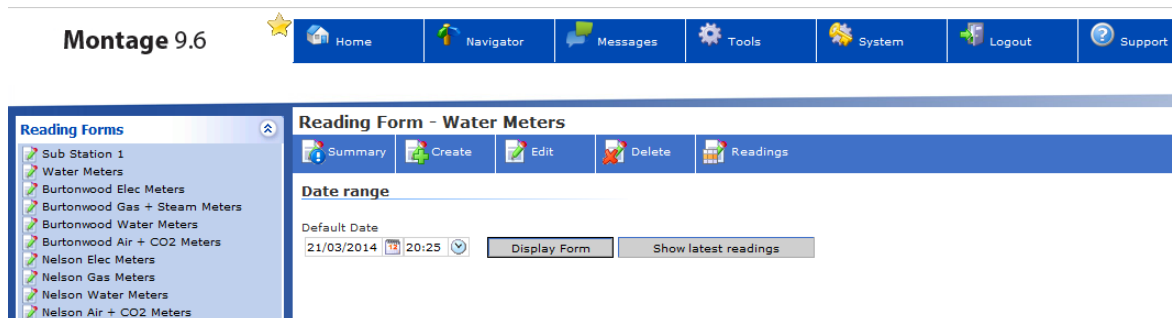 Montage 9.6
Home Navigator Messages Tools System Logout Support
Reading Forms
Sub Station 1
Water Meters
Burtonwood Elec Meters
Burtonwood Gas + Steam Meters
Burtonwood Water Meters
Burtonwood Air + CO2 Meters
Nelson Elec Meters
Nelson Gas Meters
Nelson Water Meters
Nelson Air + CO2 Meters
Reading Form - Water Meters
Summary Create Edit Delete Readings
Date range
Default Date
21/03/2014 12 20:25 Display Form Show latest readings